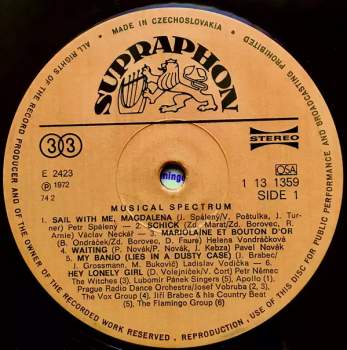 MADE IN CZECHOSLOVAKIA
ALL RIGHTS OF THE RECORD PRODUCER AND OF THE OWNER OF THE RECORDED WORK RESERVED . REPRODUCTION , USE OF THIS DISC FOR PUBLIC PERFORMANCE AND BROADCASTING PROHIBITED
SUPRAPHON
33
STEREO
E 2423
Ⓟ 1972
74 2
OSA
1 13 1359
SIDE 1
MUSICAL SPECTRUM
1. SAIL WITH ME, MAGDALENA (J. Spálený/V. Poštulka, J. Tur-
ner) Petr Spálený — 2. SCHICK (Zd. Marat/Zd. Borovec, R.
Arnie) Václav Neckář — 3. MARJOLAINE ET BOUTON D'OR
(B. Ondráček/Zd. Borovec, D. Faure) Helena Vondráčková
4. WAITING (P. Novák/P. Novák, J. Kebza) Pavel Novák
5. MY BANJO (LIES IN A DUSTY CASE) (J. Brabec/
J. Grossmann, M. Bukovič) Ladislav Vodička — 6.
HEY LONELY GIRL (D. Volejníček/V. Čort) Petr Němec
The Witches (3), Lubomír Pánek Singers (5), Apollo (1),
Prague Radio Dance Orchestra/Josef Vobruba (2, 3),
The Vox Group (4), Jiří Brabec & his Country Beat
(5), The Flamingo Group (6)